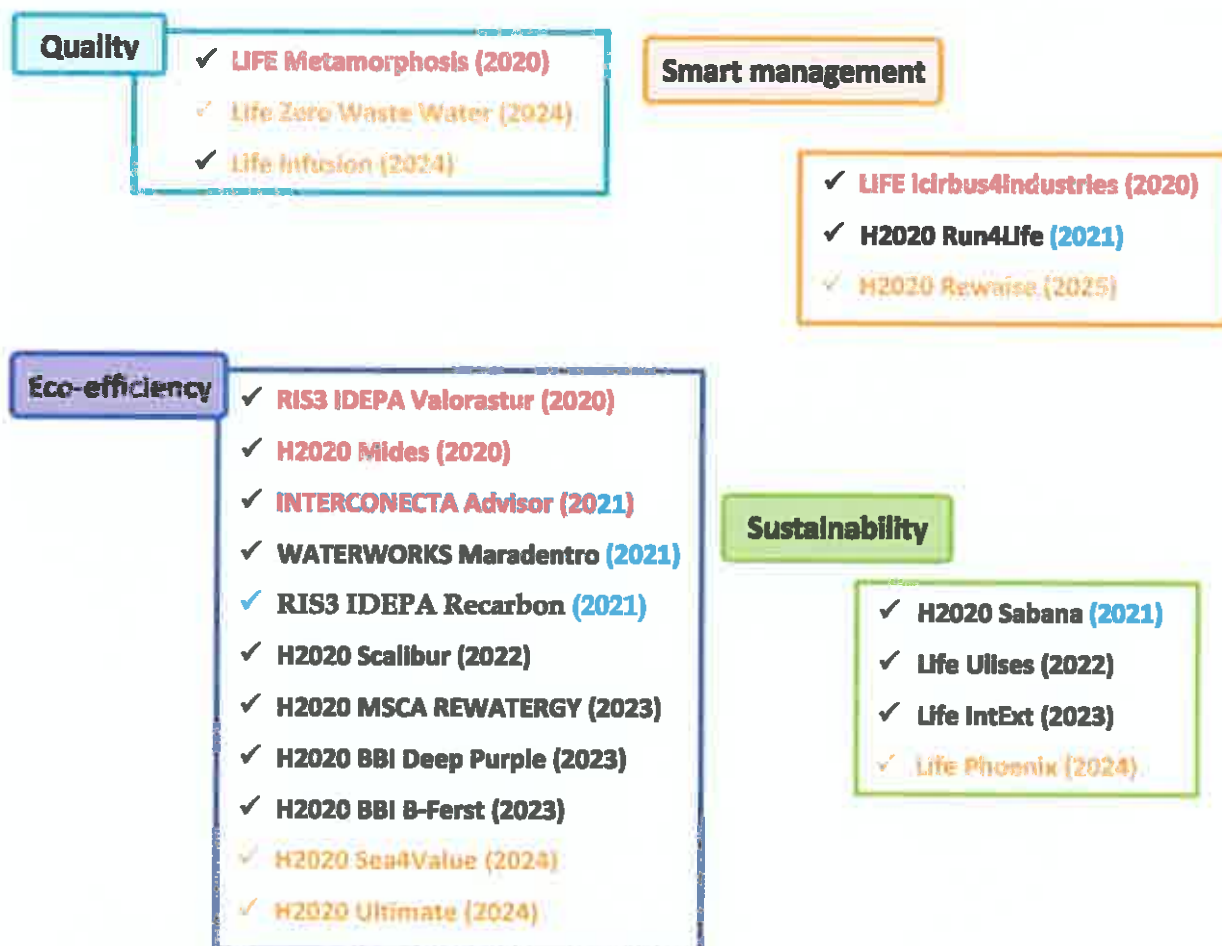 Quality
✓ LIFE Metamorphosis (2020)
✓ Life Zero Waste Water (2024)
✓ Life Infusion (2024)
Smart management
✓ LIFE icirbus4industries (2020)
✓ H2020 Run4Life (2021)
✓ H2020 Rewaise (2025)
Eco-efficiency
✓ RIS3 IDEPA Valorastur (2020)
✓ H2020 Mides (2020)
✓ INTERCONECTA Advisor (2021)
✓ WATERWORKS Maradentro (2021)
✓ RIS3 IDEPA Recarbon (2021)
✓ H2020 Scalibur (2022)
✓ H2020 MSCA REWATERGY (2023)
✓ H2020 BBI Deep Purple (2023)
✓ H2020 BBI B-Ferst (2023)
✓ H2020 Sea4Value (2024)
✓ H2020 Ultimate (2024)
Sustainability
✓ H2020 Sabana (2021)
✓ Life Ulises (2022)
✓ Life IntExt (2023)
✓ Life Phoenix (2024)